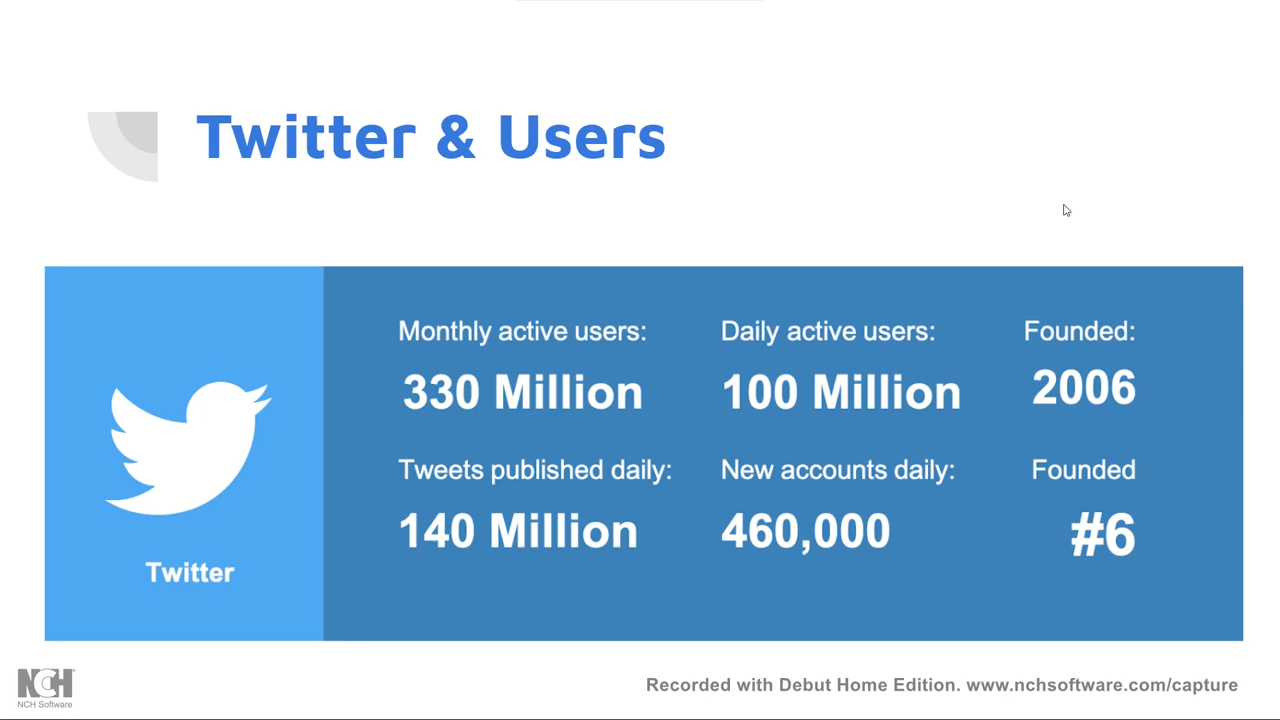 Twitter & Users
Monthly active users:
330 Million
Daily active users:
100 Million
Founded:
2006
Tweets published daily:
140 Million
New accounts daily:
460,000
Founded
#6
Twitter
NCH
NCH Software
Recorded with Debut Home Edition. www.nchsoftware.com/capture